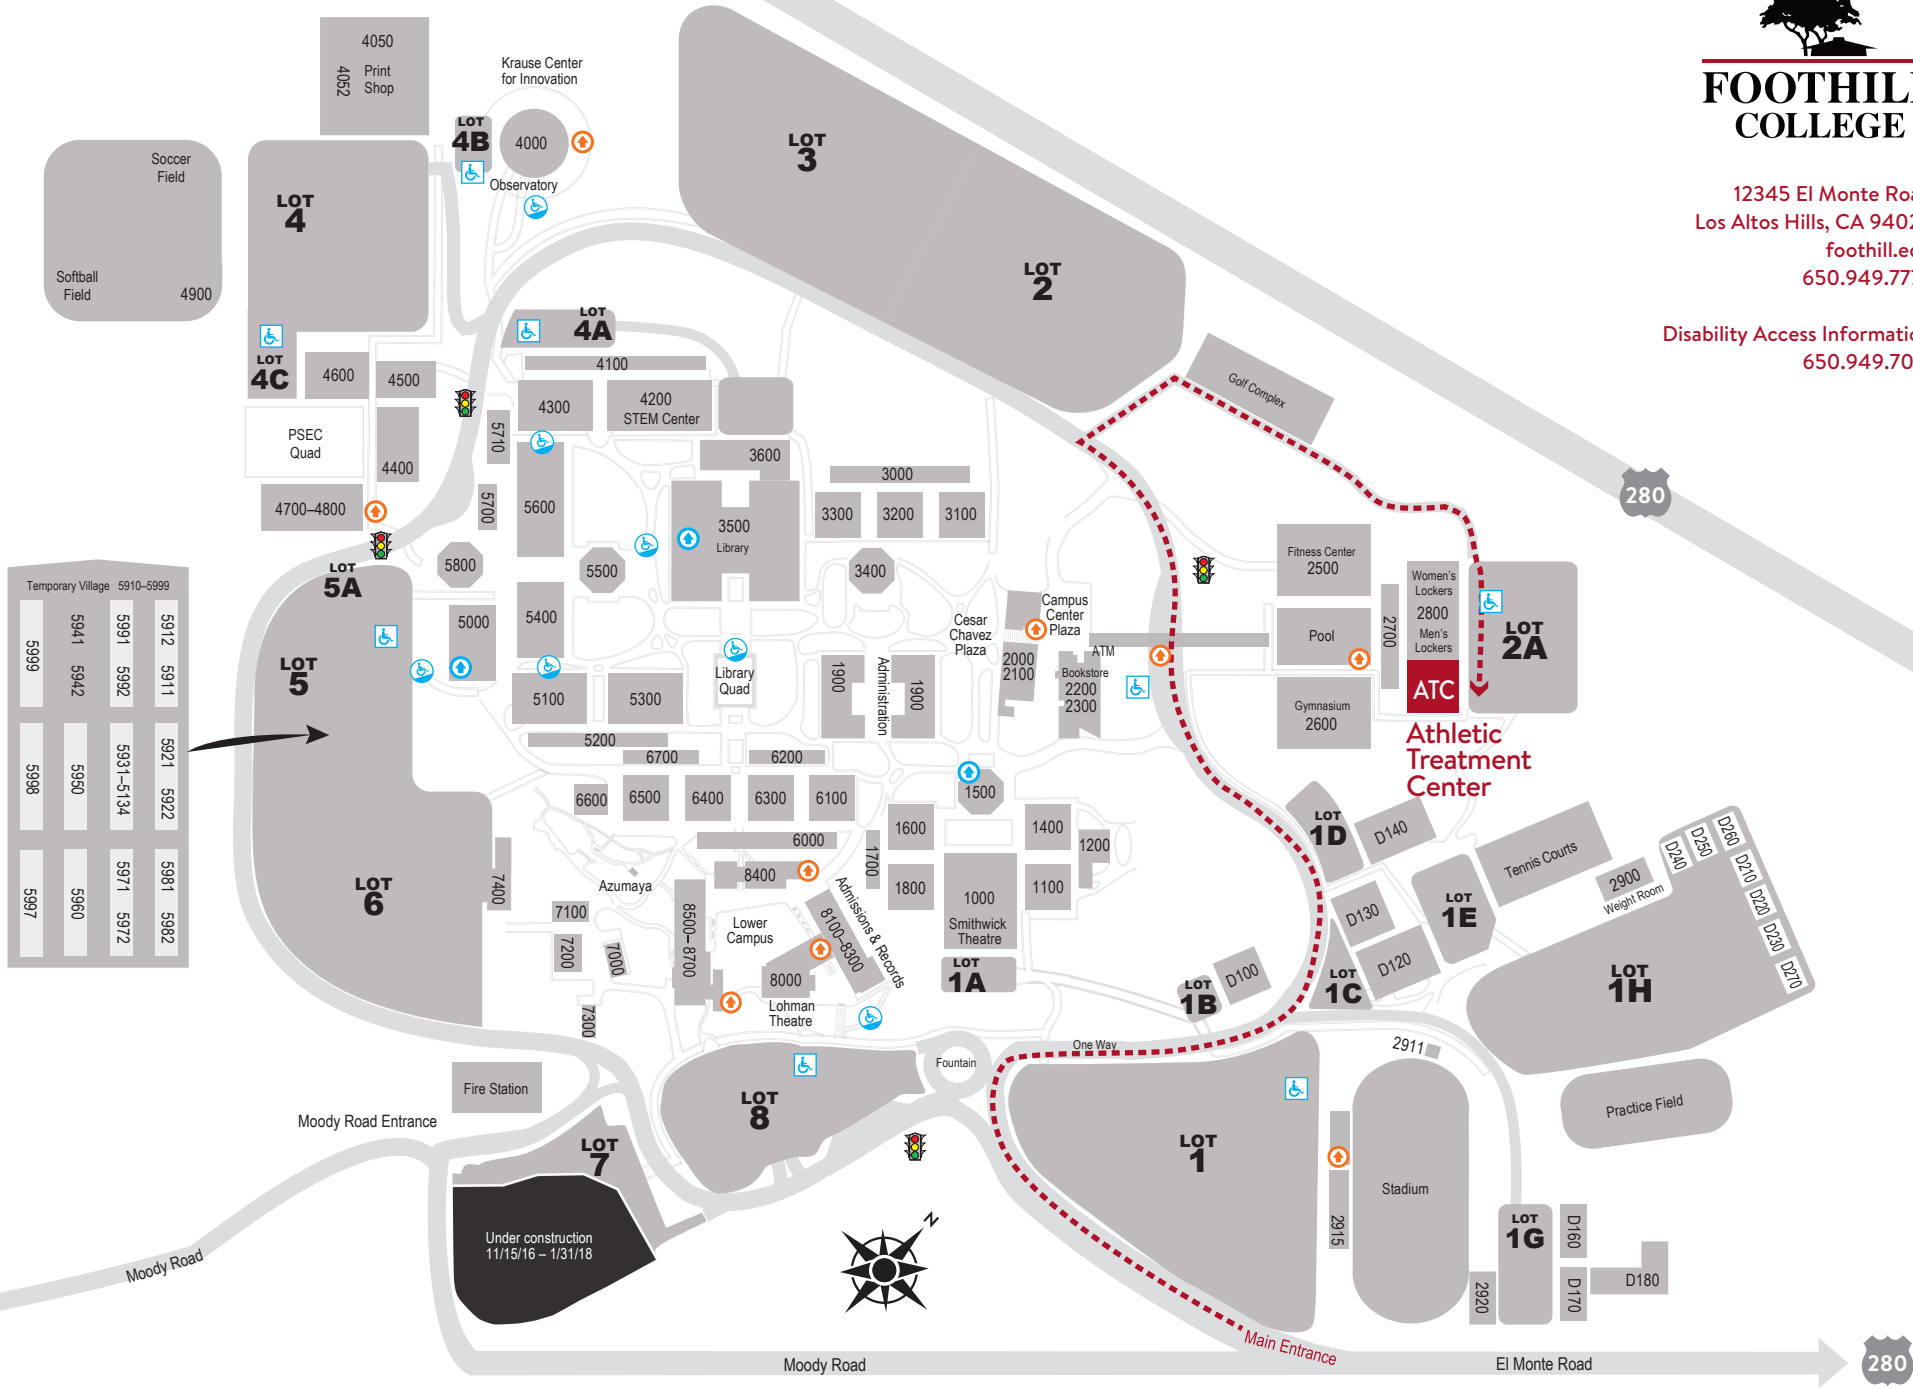 FOOTHILL
COLLEGE
12345 El Monte Roa
Los Altos Hills, CA 9402
foothill.ed
650.949.777
Disability Access Informatio
650.949.70
4050
4052
Print
Shop
Krause Center
for Innovation
LOT
4B
4000
Observatory
Soccer
Field
Softball
Field
4900
LOT
4
LOT
4C
LOT
3
LOT
2
LOT
4A
4100
4600
4500
4300
4200
STEM Center
5710
PSEC
Quad
4400
4700–4800
5700
5600
3600
3500
Library
3000
3300
3200
3100
Golf Complex
280
Temporary Village 5910–5999
5999
5941
5942
5991
5992
5912
5911
5998
5950
5931–5134
5921
5922
5997
5960
5971
5972
5981
5982
LOT
5A
5800
5500
3400
5000
5400
LOT
5
5100
5300
Library
Quad
1900
Administration
1900
Cesar
Chavez
Plaza
Campus
Center
Plaza
2000
2100
ATM
Bookstore
2200
2300
Fitness Center
2500
Pool
2700
Women's
Lockers
2800
Men's
Lockers
ATC
LOT
2A
Gymnasium
2600
Athletic
Treatment
Center
5200
6700
6200
6600
6500
6400
6300
6100
1500
6000
1600
1400
1200
1700
8400
1800
1000
Smithwick
Theatre
1100
LOT
6
7400
Azumaya
7100
7200
7000
7300
8500–8700
Lower
Campus
8000
Lohman
Theatre
8100–8300
Admissions & Records
LOT
1A
LOT
1B
D100
LOT
1D
D140
D130
D120
LOT
1C
LOT
1E
Tennis Courts
2900
Weight Room
D240
D250
D260
D210
D220
D230
D270
LOT
1H
One Way
Fountain
2911
Practice Field
Fire Station
Moody Road Entrance
LOT
8
LOT
7
Under construction
11/15/16 – 1/31/18
N
LOT
1
Stadium
2915
LOT
1G
2920
D160
D170
D180
Moody Road
Moody Road
Main Entrance
El Monte Road
280